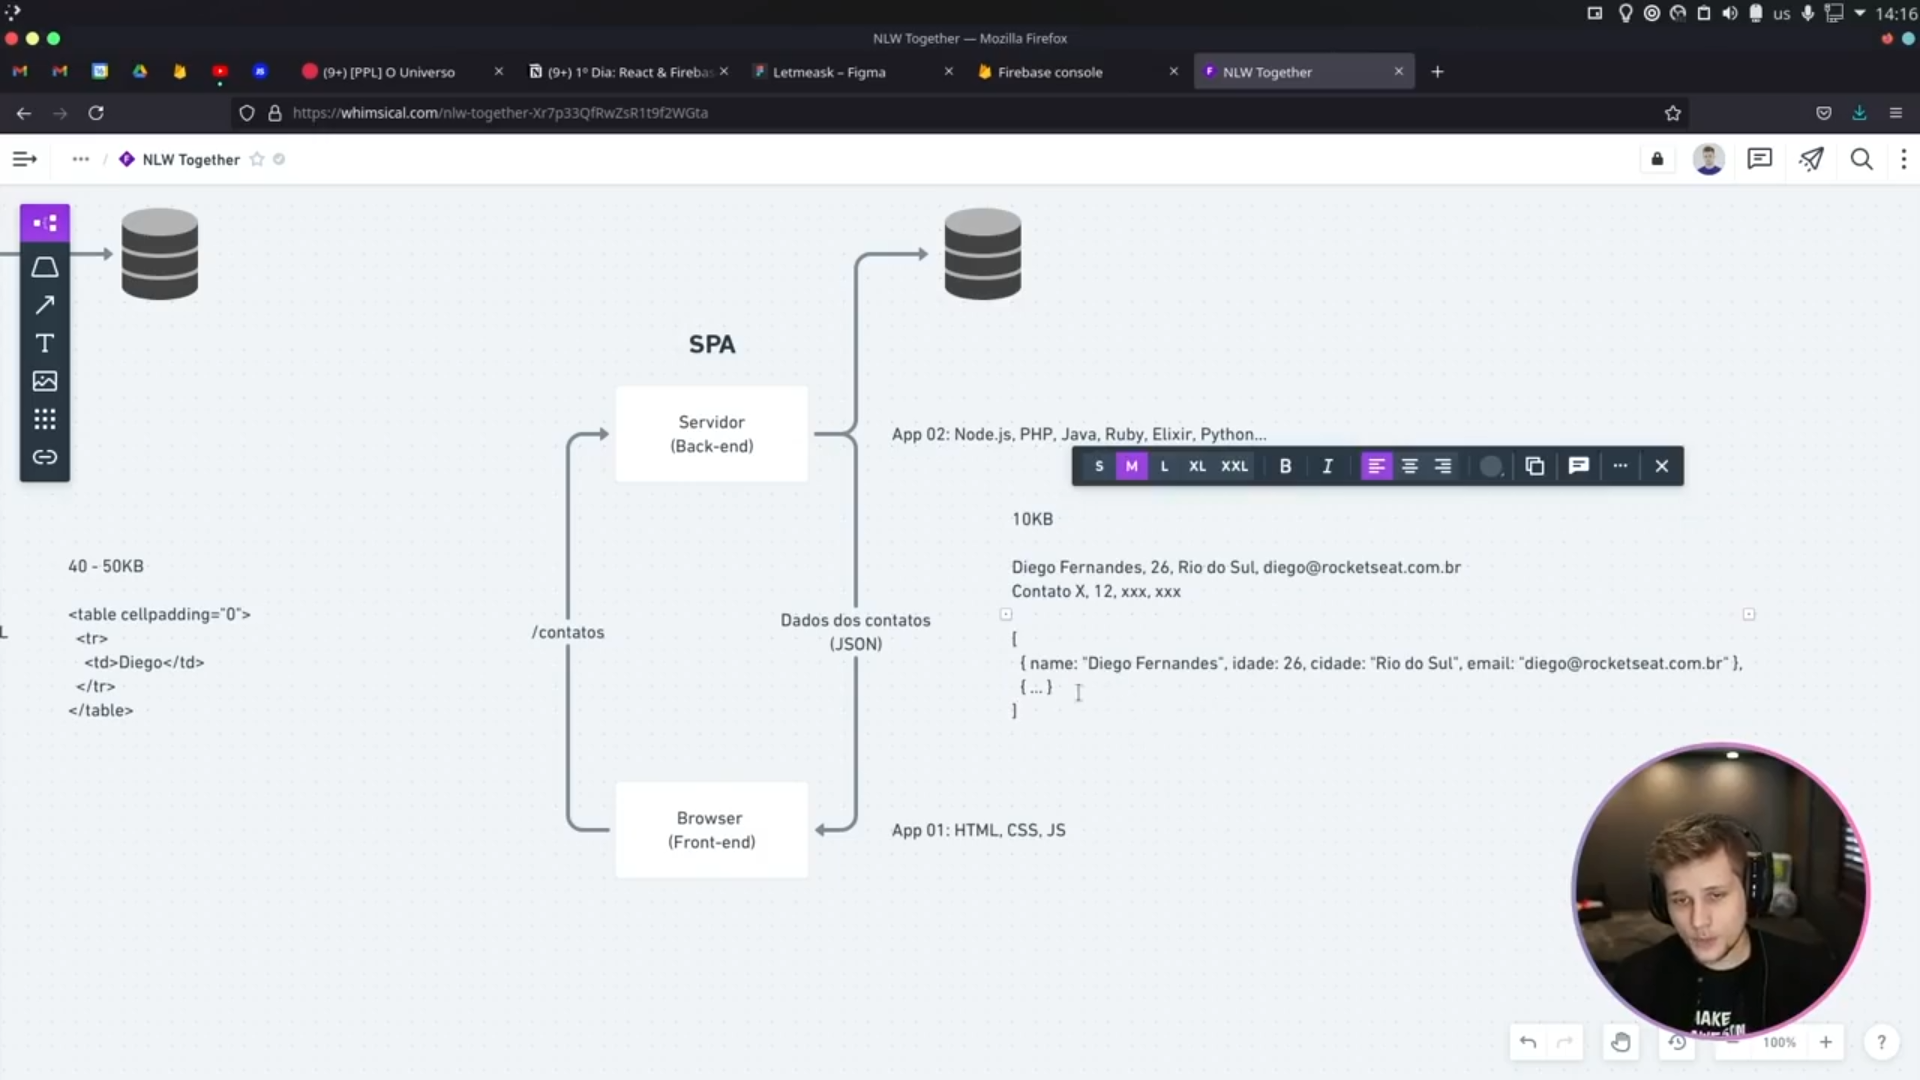 us
14:16
NLW Together — Mozilla Firefox
(9+) [PPL] O Universo
(9+) 1º Dia: React & Firebas
Letmeask – Figma
Firebase console
NLW Together
https://whimsical.com/nlw-together-Xr7p33QfRwZsR1t9f2WGta
... / NLW Together
SPA
Servidor
(Back-end)
App 02: Node.js, PHP, Java, Ruby, Elixir, Python...
S M L XL XXL B I
10KB
Diego Fernandes, 26, Rio do Sul, diego@rocketseat.com.br
Contato X, 12, xxx, xxx
[
{ name: "Diego Fernandes", idade: 26, cidade: "Rio do Sul", email: "diego@rocketseat.com.br" },
{ ... }
]
40 - 50KB
<table cellpadding="0">
<tr>
<td>Diego</td>
</tr>
</table>
L
/contatos
Dados dos contatos
(JSON)
Browser
(Front-end)
App 01: HTML, CSS, JS
100%
?